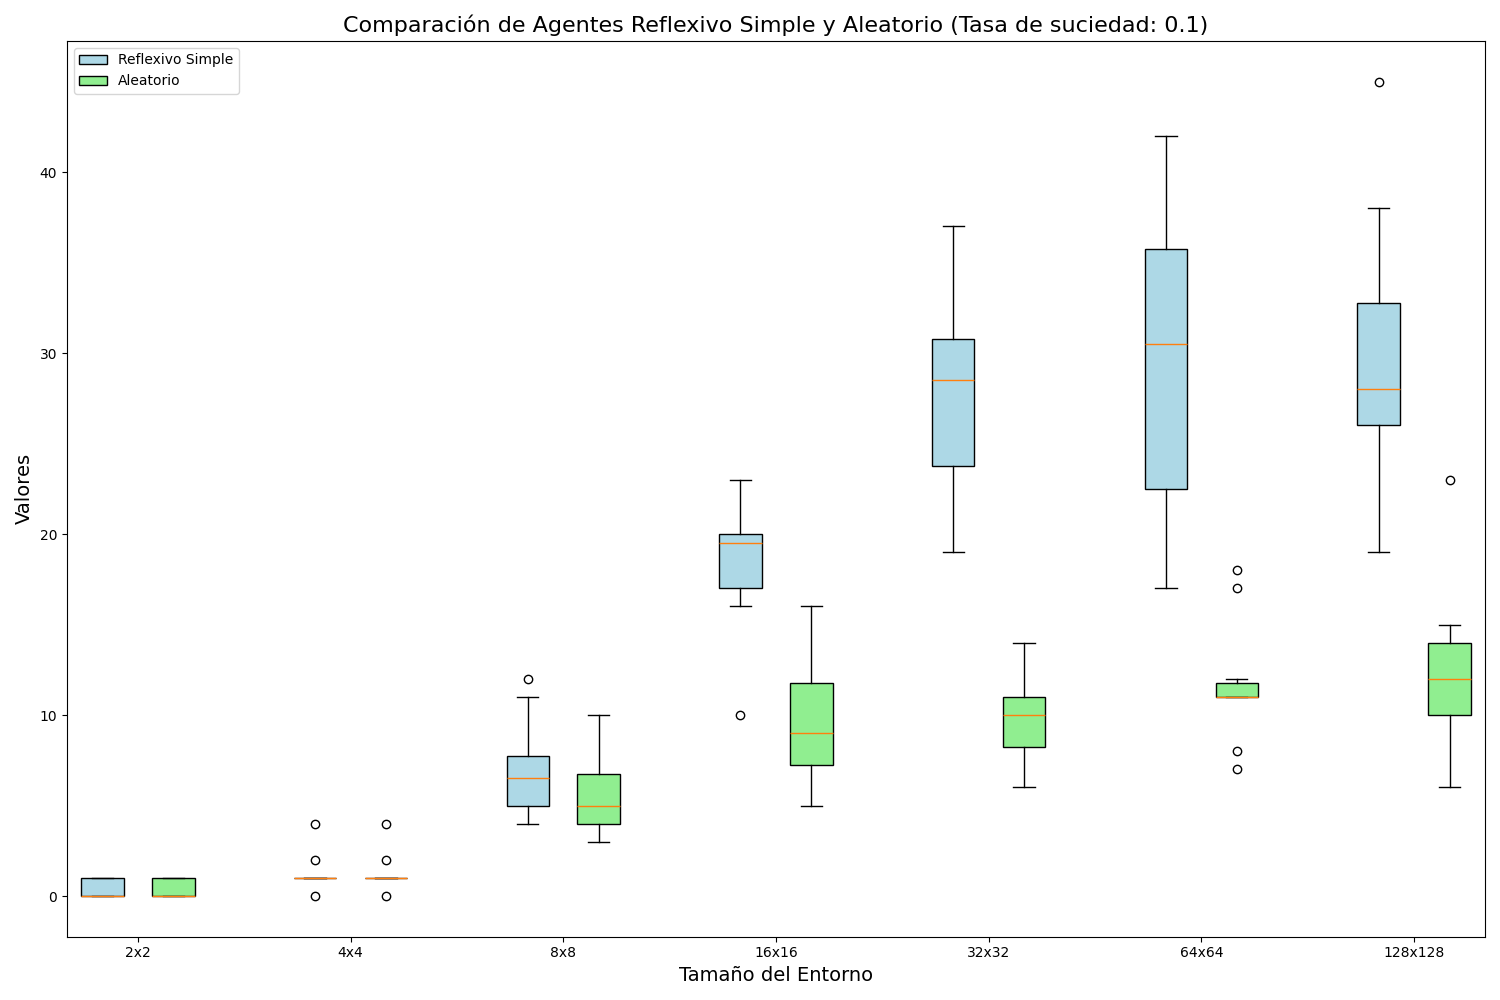 Comparación de Agentes Reflexivo Simple y Aleatorio (Tasa de suciedad: 0.1)
Reflexivo Simple
Aleatorio
Valores
40
30
20
10
0
2x2 4x4 8x8 16x16 32x32 64x64 128x128
Tamaño del Entorno